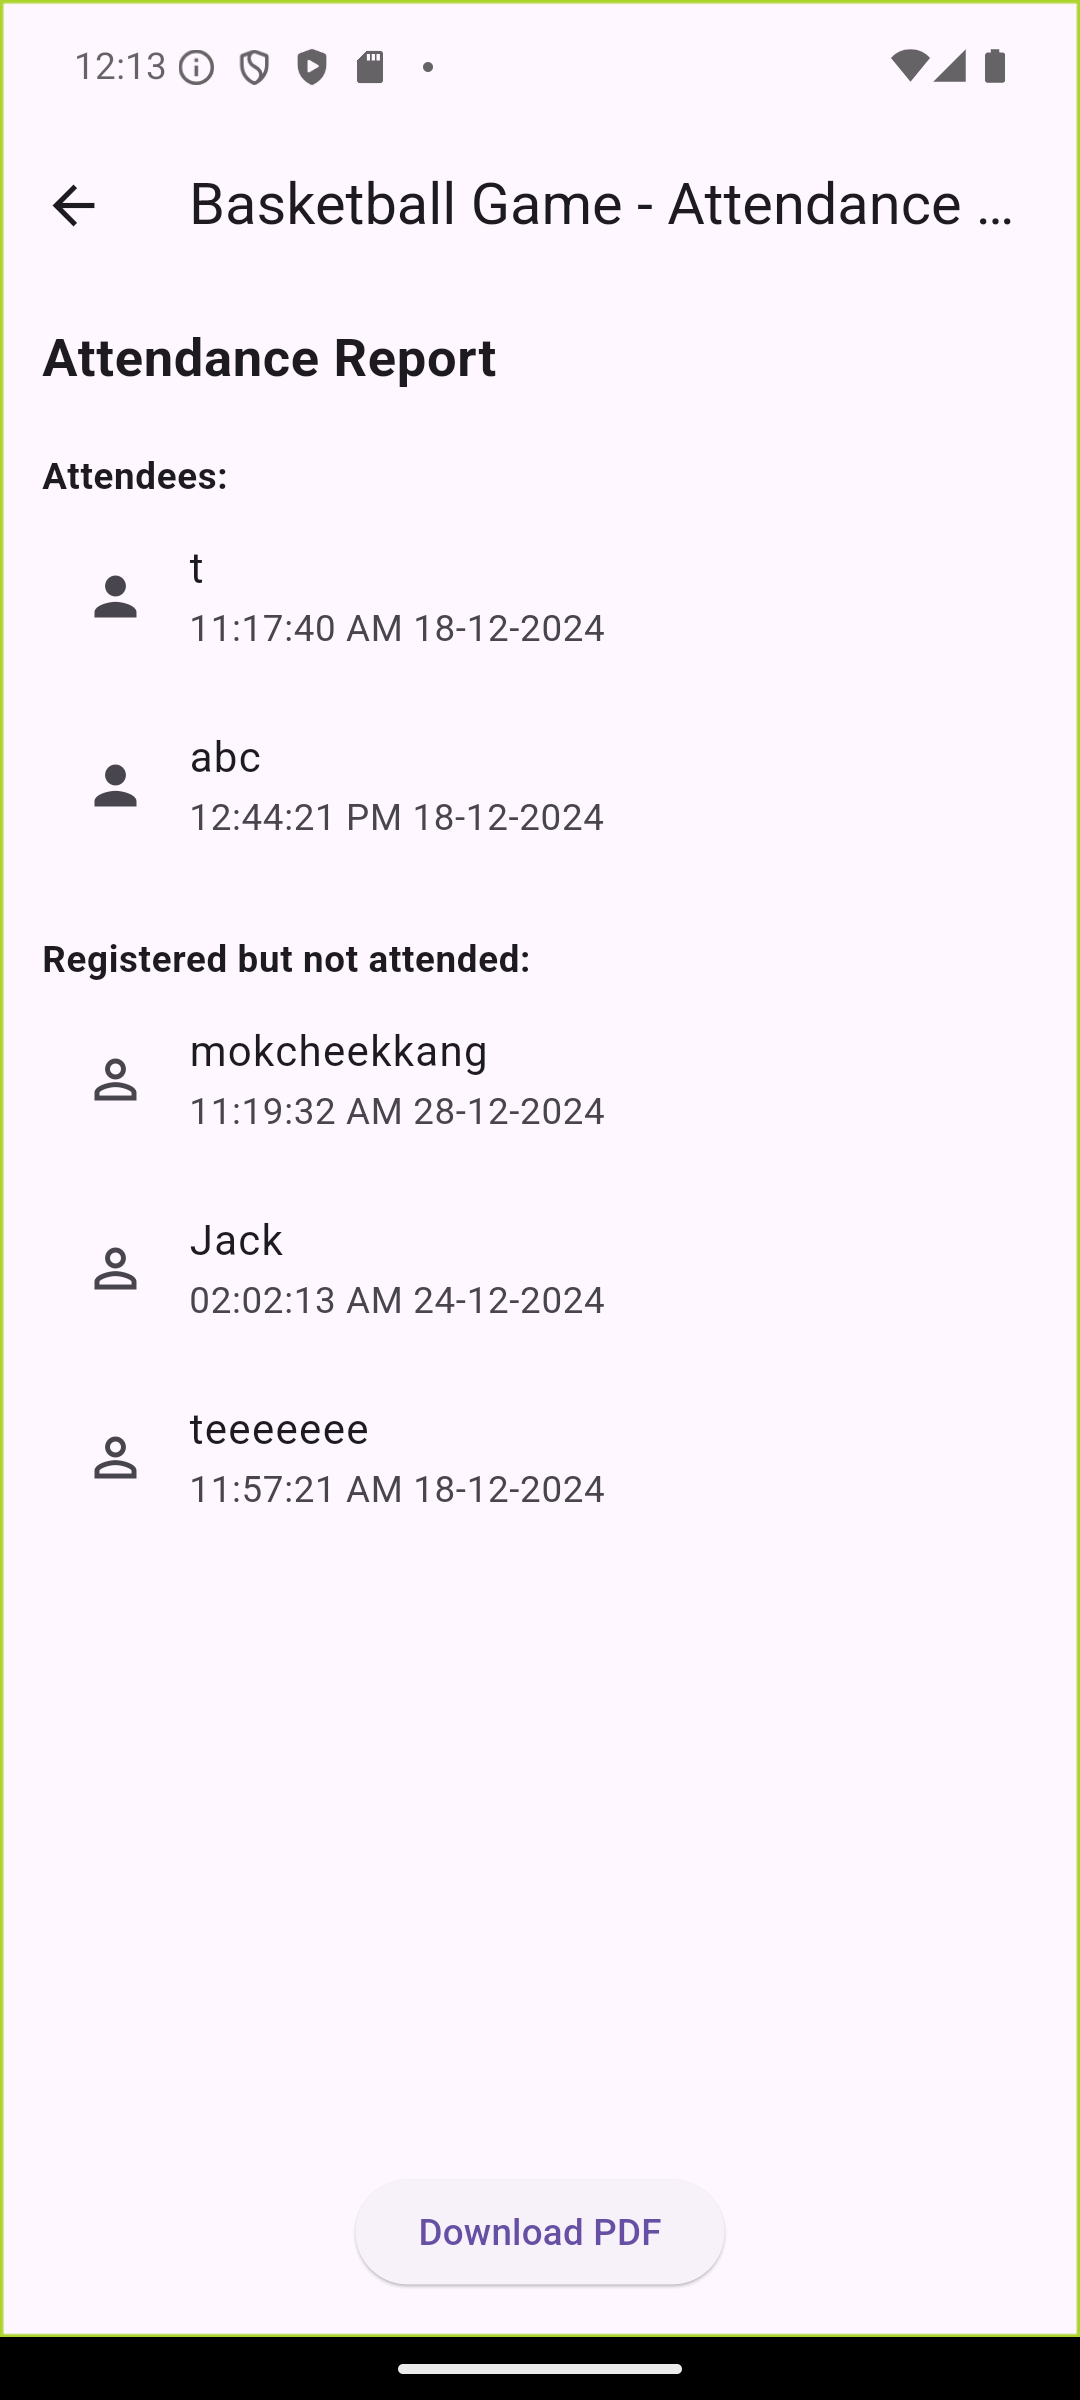 12:13
Basketball Game - Attendance ...
Attendance Report
Attendees:
t
11:17:40 AM 18-12-2024
abc
12:44:21 PM 18-12-2024
Registered but not attended:
mokcheekkang
11:19:32 AM 28-12-2024
Jack
02:02:13 AM 24-12-2024
teeeeeee
11:57:21 AM 18-12-2024
Download PDF